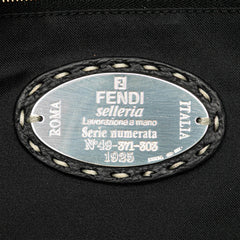 FENDI
selleria
Lavorazione a mano
Serie numerata
N°49-371-303
1925
ROMA
ITALIA